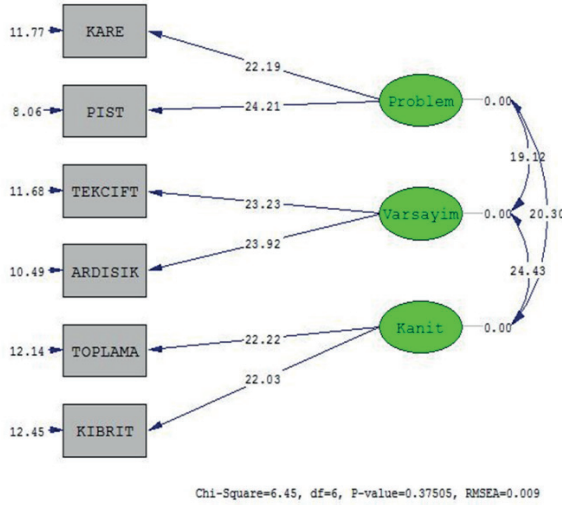 11.77 KARE
22.19
8.06 PIST 24.21 Problem 0.00
19.12
11.68 TEKCIFT 23.23
23.92 Varsayim 0.00 20.30
10.49 ARDISIK
24.43
12.14 TOPLAMA 22.22 Kanit 0.00
22.03
12.45 KIBRIT
Chi-Square=6.45, df=6, P-value=0.37505, RMSEA=0.009